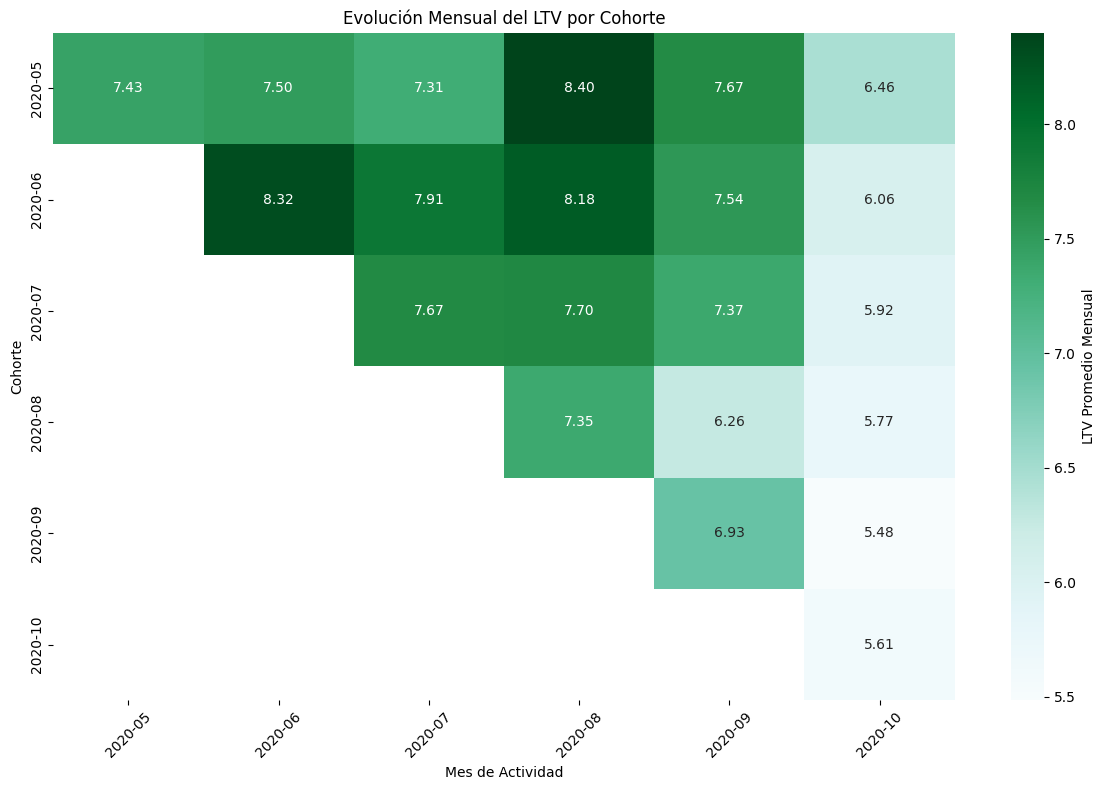 Evolución Mensual del LTV por Cohorte
2020-05
7.43 7.50 7.31 8.40 7.67 6.46
2020-06
8.32 7.91 8.18 7.54 6.06
2020-07
7.67 7.70 7.37 5.92
2020-08
7.35 6.26 5.77
2020-09
6.93 5.48
2020-10
5.61
Cohorte
2020-05 2020-06 2020-07 2020-08 2020-09 2020-10
Mes de Actividad
8.0
7.5
7.0
6.5
6.0
5.5
LTV Promedio Mensual